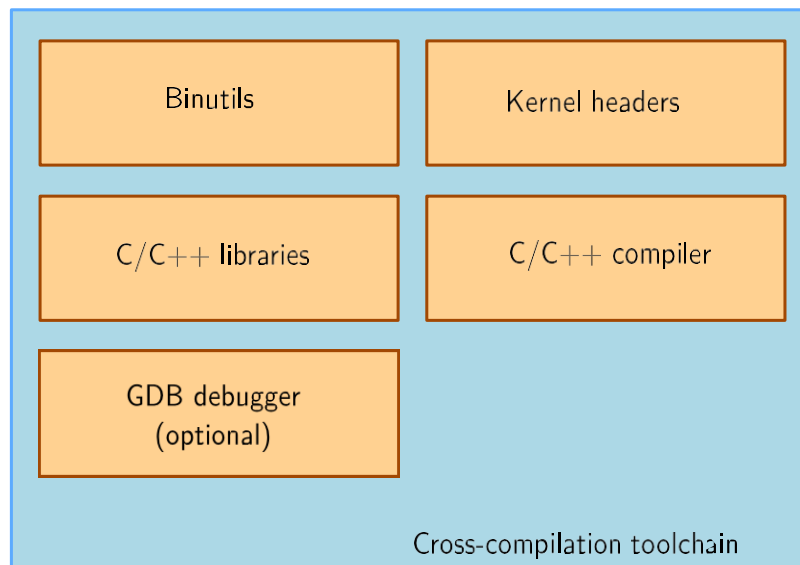 Binutils
Kernel headers
C/C++ libraries
C/C++ compiler
GDB debugger
(optional)
Cross-compilation toolchain